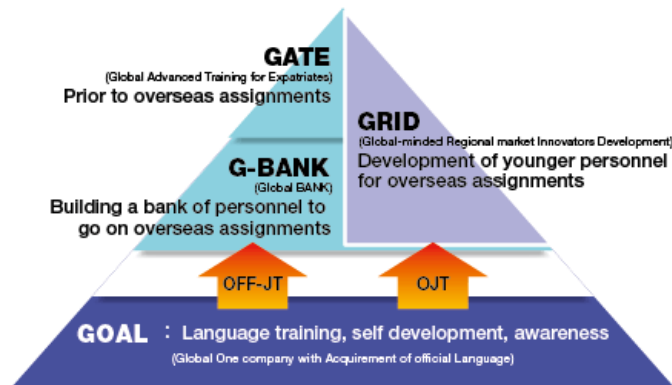 GATE
(Global Advanced Training for Expatriates)
Prior to overseas assignments
GRID
(Global-minded Regional market Innovators Development)
Development of younger personnel
for overseas assignments
G-BANK
(Global BANK)
Building a bank of personnel to
go on overseas assignments
OFF-JT
OJT
GOAL : Language training, self development, awareness
(Global One company with Acquirement of official Language)